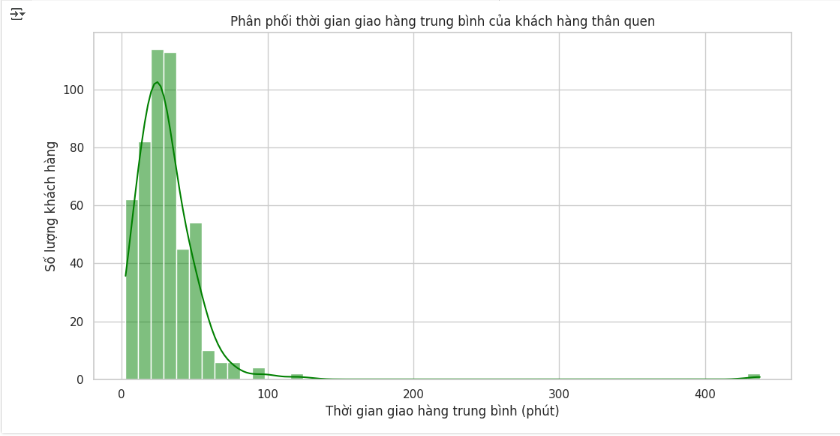 Phân phối thời gian giao hàng trung bình của khách hàng thân quen
Số lượng khách hàng
100
80
60
40
20
0
0 100 200 300 400
Thời gian giao hàng trung bình (phút)